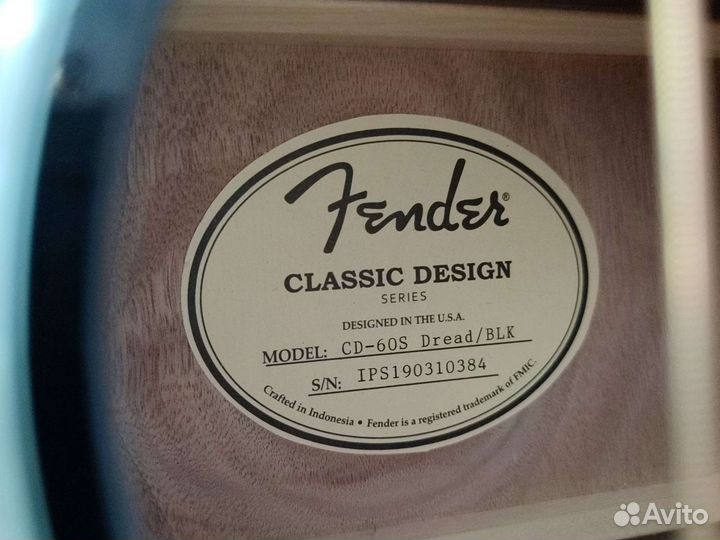 Fender®
CLASSIC DESIGN
SERIES
DESIGNED IN THE U.S.A.
MODEL: CD-60S Dread/BLK
S/N: IPS190310384
Crafted in Indonesia • Fender is a registered trademark of FMIC.
Avito